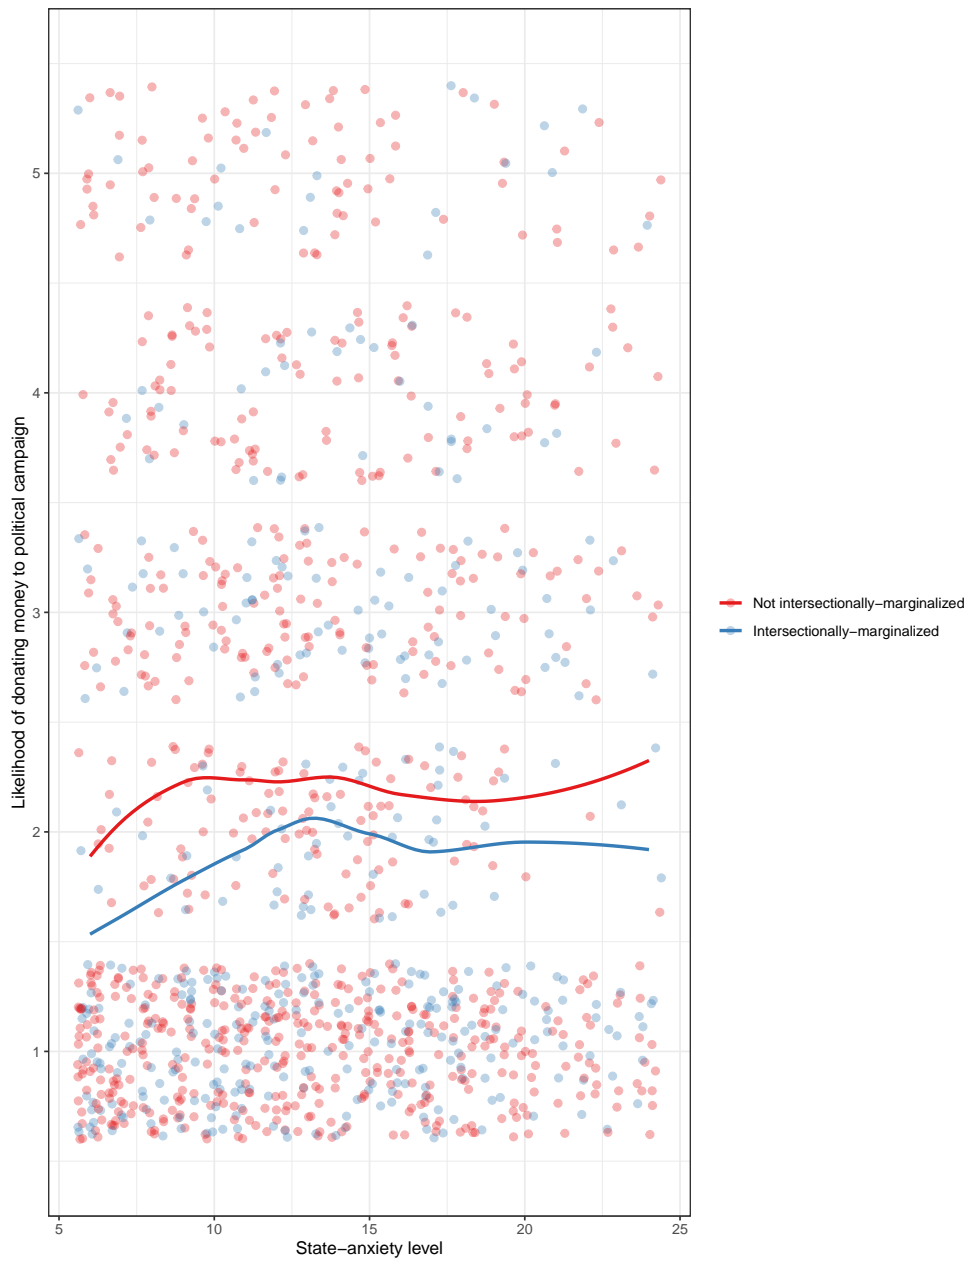 Likelihood of donating money to political campaign
5
4
3
2
1
5
10
15
20
25
State−anxiety level
Not intersectionally−marginalized
Intersectionally−marginalized